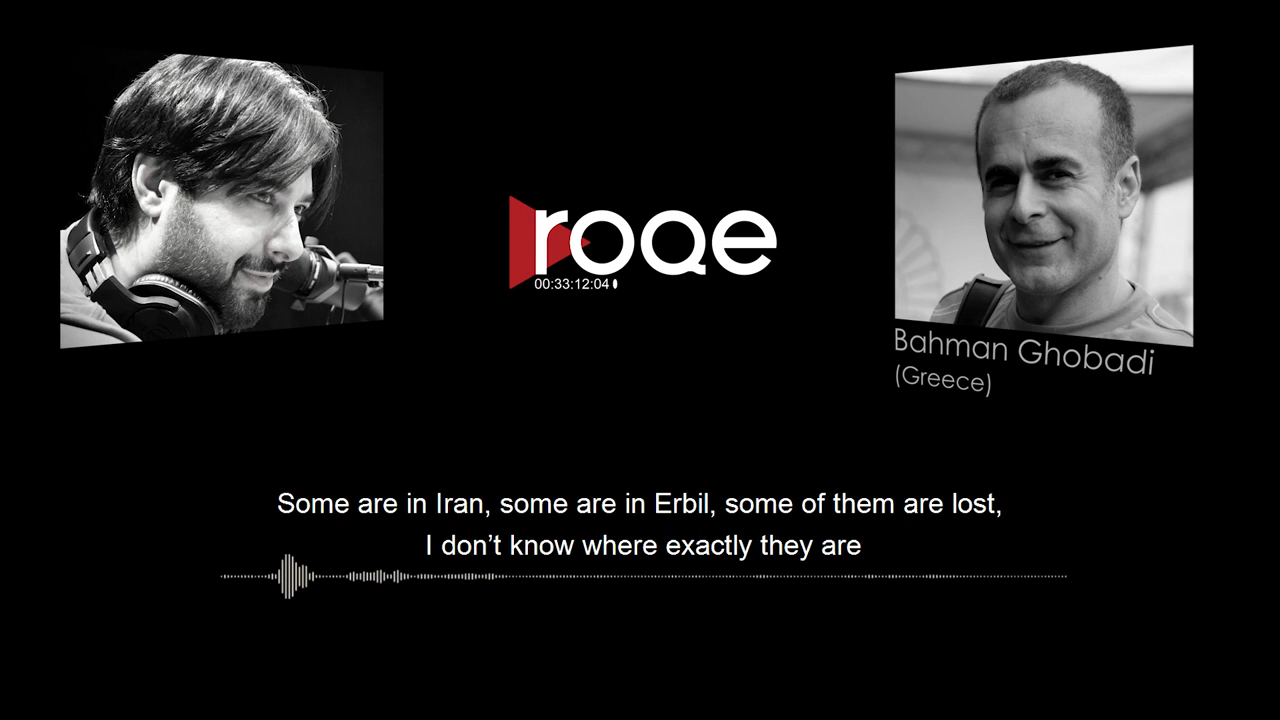 roqe
00:33:12:04
Bahman Ghobadi
(Greece)
Some are in Iran, some are in Erbil, some of them are lost,
I don’t know where exactly they are